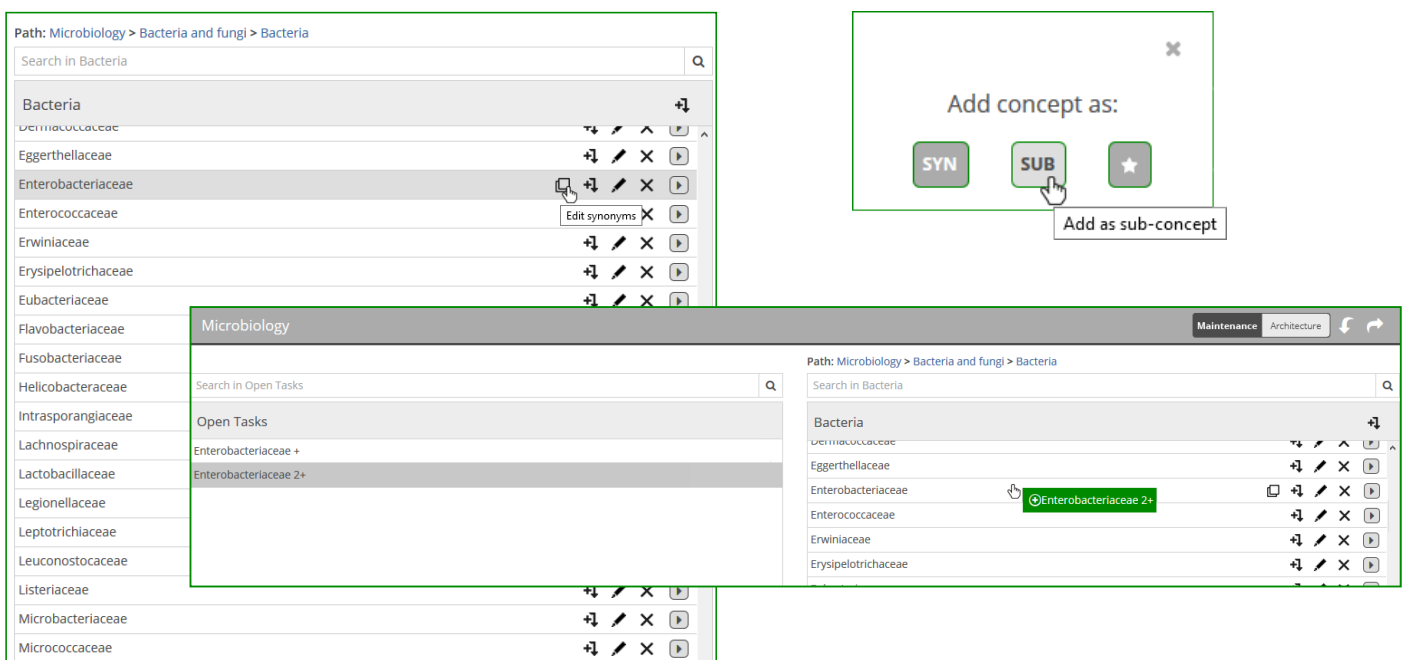 Path: Microbiology > Bacteria and fungi > Bacteria
Search in Bacteria
Bacteria
Dermacoccaceae
Eggerthellaceae
Enterobacteriaceae
Enterococcaceae
Edit synonyms
Erwiniaceae
Erysipelotrichaceae
Eubacteriaceae
Flavobacteriaceae
Fusobacteriaceae
Helicobacteraceae
Intrasporangiaceae
Lachnospiraceae
Lactobacillaceae
Legionellaceae
Leptotrichiaceae
Leuconostocaceae
Listeriaceae
Microbacteriaceae
Micrococcaceae
Add concept as:
SYN
SUB
Add as sub-concept
Microbiology
Maintenance
Architecture
Search in Open Tasks
Open Tasks
Enterobacteriaceae +
Enterobacteriaceae 2+
Path: Microbiology > Bacteria and fungi > Bacteria
Search in Bacteria
Bacteria
Dermacoccaceae
Eggerthellaceae
Enterobacteriaceae
Enterobacteriaceae 2+
Enterococcaceae
Erwiniaceae
Erysipelotrichaceae